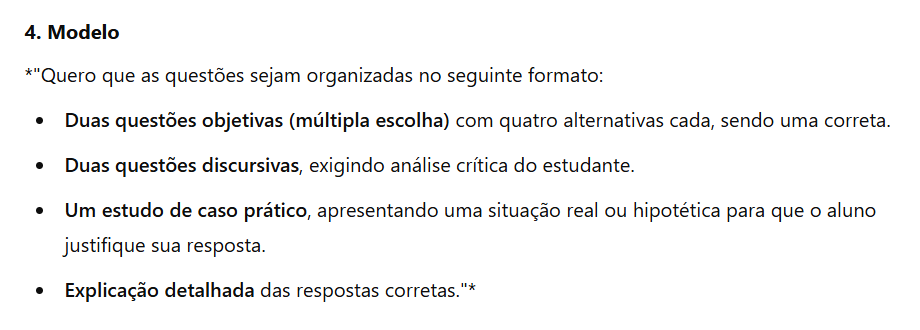 4. Modelo
*"Quero que as questões sejam organizadas no seguinte formato:
• Duas questões objetivas (múltipla escolha) com quatro alternativas cada, sendo uma correta.
• Duas questões discursivas, exigindo análise crítica do estudante.
• Um estudo de caso prático, apresentando uma situação real ou hipotética para que o aluno
justifique sua resposta.
• Explicação detalhada das respostas corretas."*